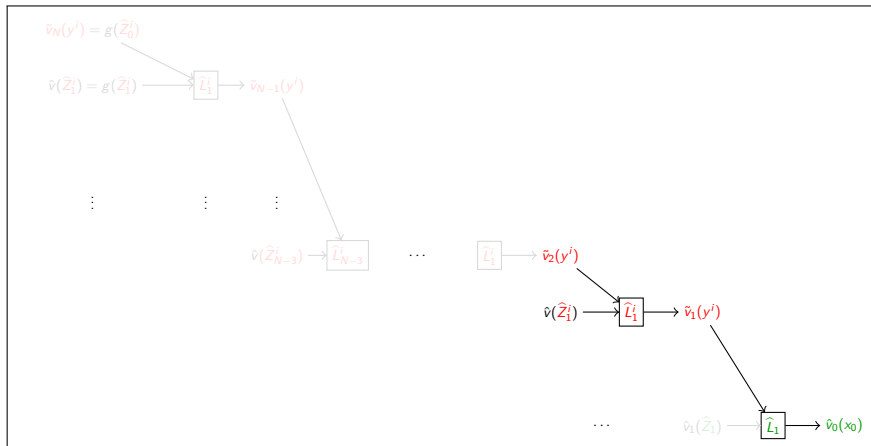 ṽ_N(y^i) = g(Ẑ_0^i)
v̂(Ẑ_1^i) = g(Ẑ_1^i) L̂_1^i ṽ_{N−1}(y^i)
⋮ ⋮ ⋮
v̂(Ẑ_{N−3}^i) L̂_{N−3}^i ⋯ L̂_1^i ṽ_2(y^i)
v̂(Ẑ_1^i) L̂_1^i ṽ_1(y^i)
⋯ v̂_1(Ẑ_1) L̂_1 v̂_0(x_0)